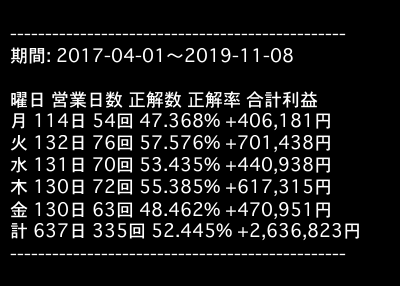 ------------------------------------------------
期間: 2017-04-01〜2019-11-08
曜日 営業日数 正解数 正解率 合計利益
月 114日 54回 47.368% +406,181円
火 132日 76回 57.576% +701,438円
水 131日 70回 53.435% +440,938円
木 130日 72回 55.385% +617,315円
金 130日 63回 48.462% +470,951円
計 637日 335回 52.445% +2,636,823円
------------------------------------------------